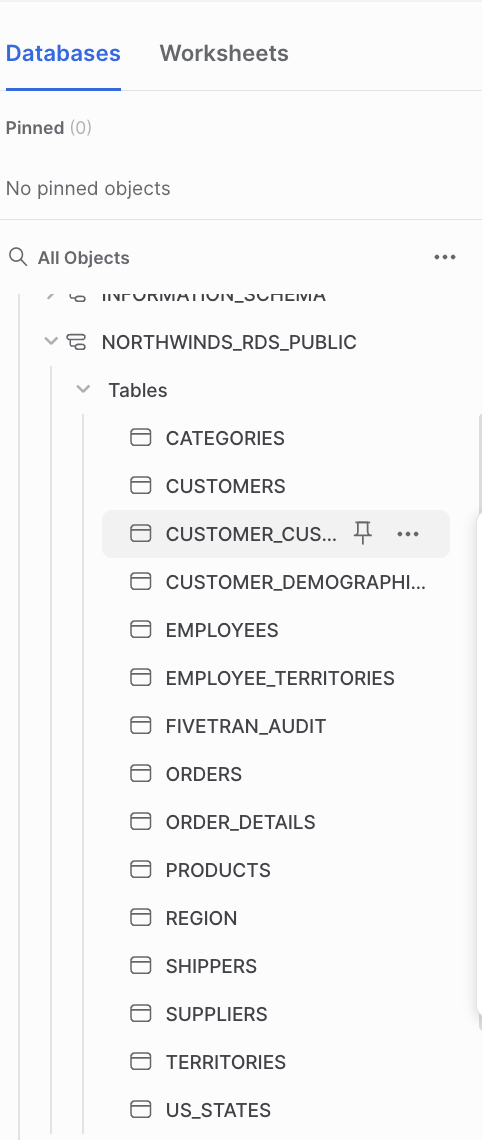 Databases Worksheets
Pinned (0)
No pinned objects
All Objects
INFORMATION_SCHEMA
NORTHWINDS_RDS_PUBLIC
Tables
CATEGORIES
CUSTOMERS
CUSTOMER_CUS...
CUSTOMER_DEMOGRAPHI...
EMPLOYEES
EMPLOYEE_TERRITORIES
FIVETRAN_AUDIT
ORDERS
ORDER_DETAILS
PRODUCTS
REGION
SHIPPERS
SUPPLIERS
TERRITORIES
US_STATES